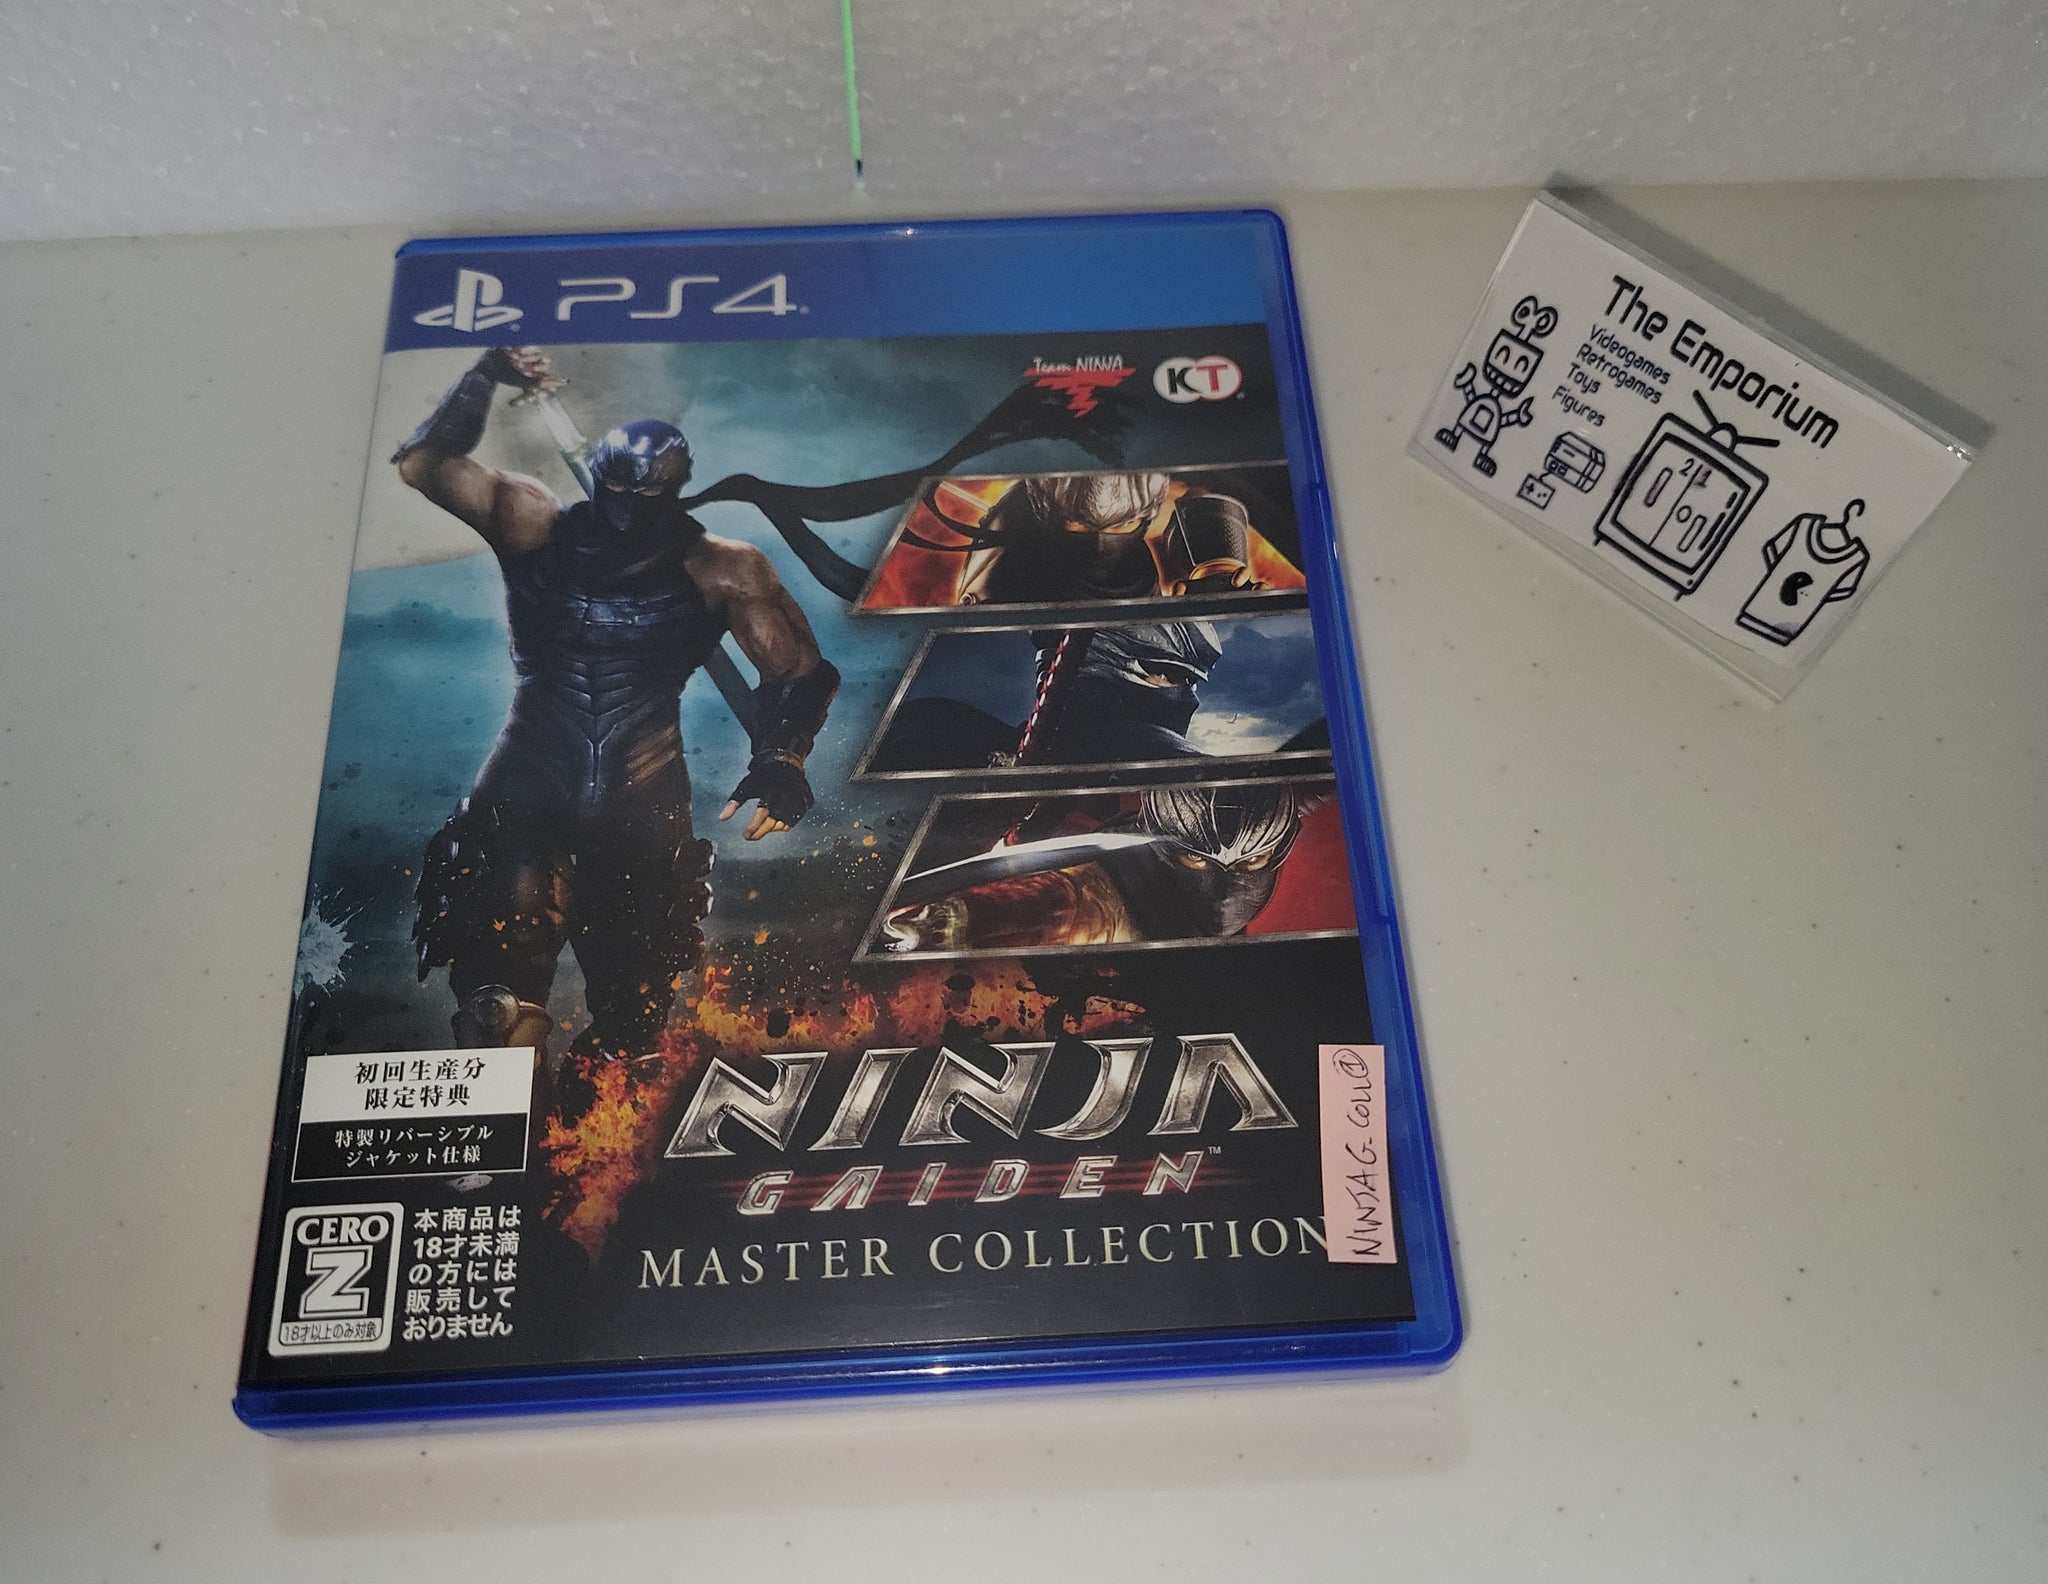 PS4
Team NINJA
KT
NINJA
GAIDEN™
MASTER COLLECTION
初回生産分
限定特典
特製リバーシブル
ジャケット仕様
CERO
Z
18才以上のみ対象
本商品は
18才未満
の方には
販売して
おりません
NINJA G. COLL ①
The Emporium
Videogames
Retrogames
Toys
Figures